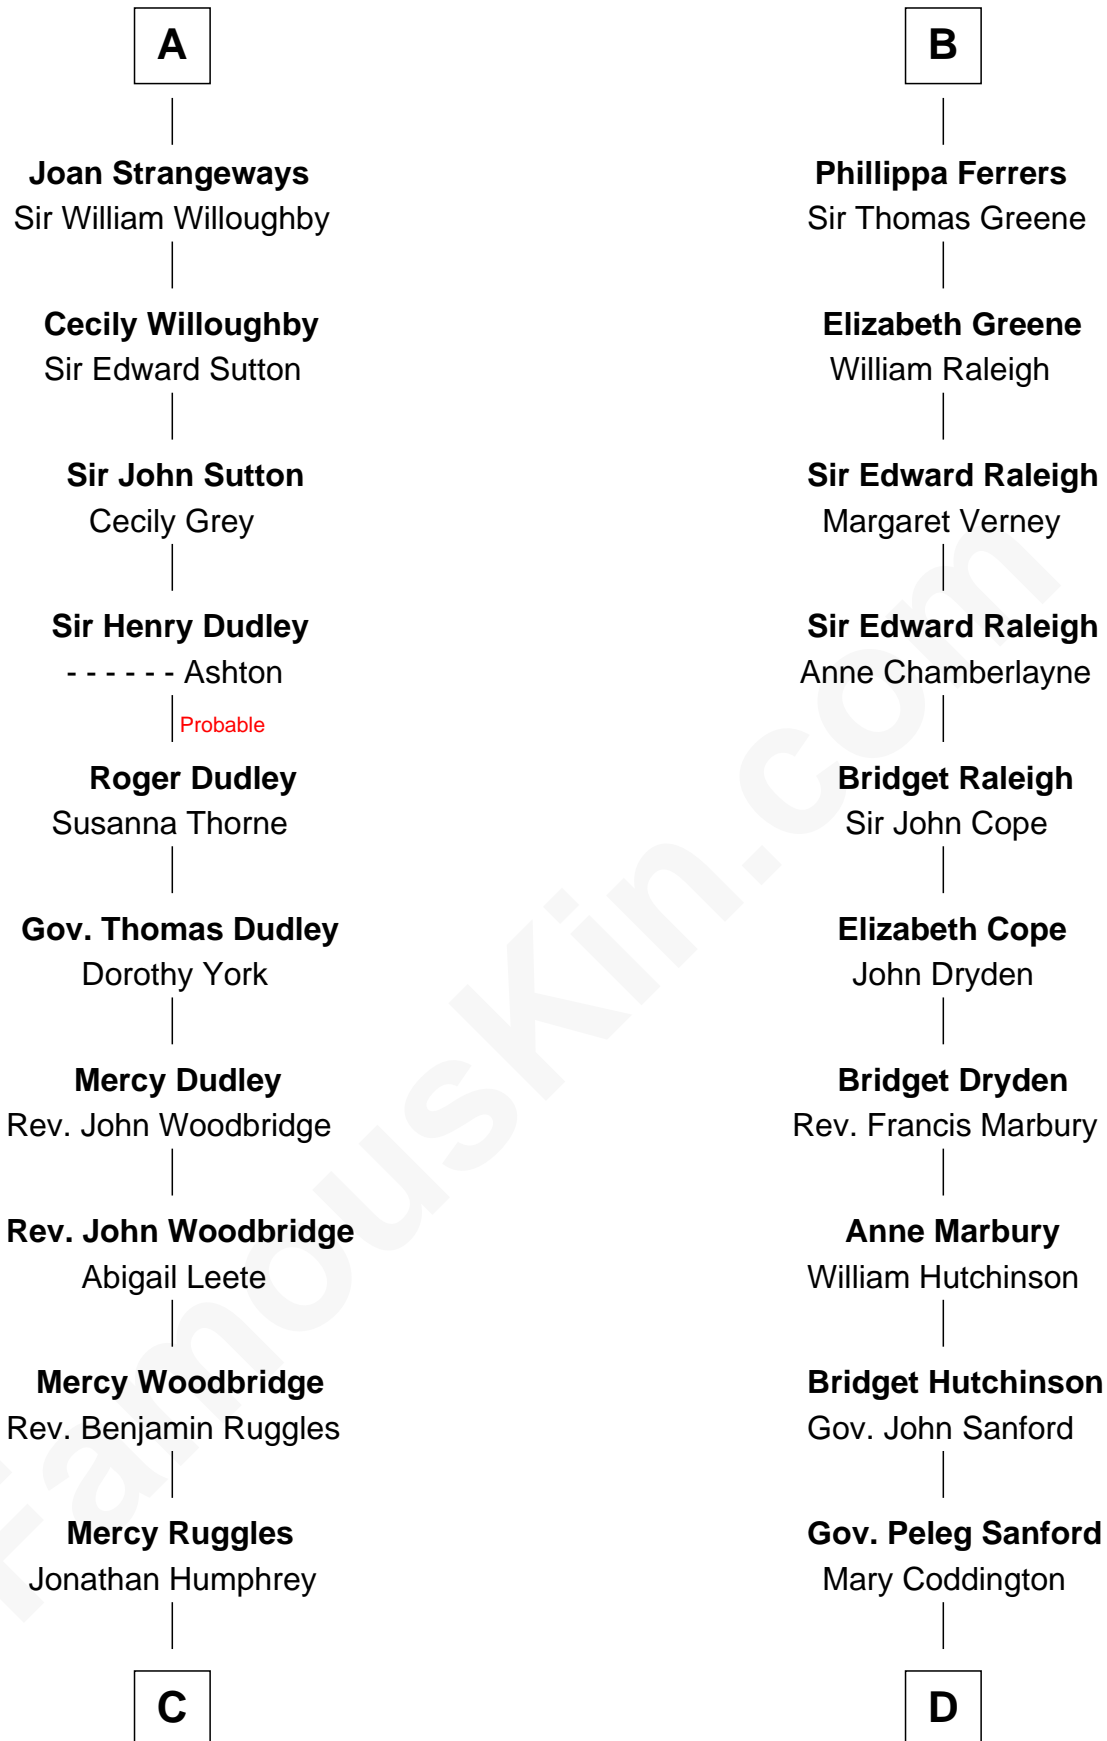 A
Joan Strangeways
Sir William Willoughby
Cecily Willoughby
Sir Edward Sutton
Sir John Sutton
Cecily Grey
Sir Henry Dudley
- - - - - - Ashton
Probable
Roger Dudley
Susanna Thorne
Gov. Thomas Dudley
Dorothy York
Mercy Dudley
Rev. John Woodbridge
Rev. John Woodbridge
Abigail Leete
Mercy Woodbridge
Rev. Benjamin Ruggles
Mercy Ruggles
Jonathan Humphrey
C
B
Phillippa Ferrers
Sir Thomas Greene
Elizabeth Greene
William Raleigh
Sir Edward Raleigh
Margaret Verney
Sir Edward Raleigh
Anne Chamberlayne
Bridget Raleigh
Sir John Cope
Elizabeth Cope
John Dryden
Bridget Dryden
Rev. Francis Marbury
Anne Marbury
William Hutchinson
Bridget Hutchinson
Gov. John Sanford
Gov. Peleg Sanford
Mary Coddington
D
FamousKin.com